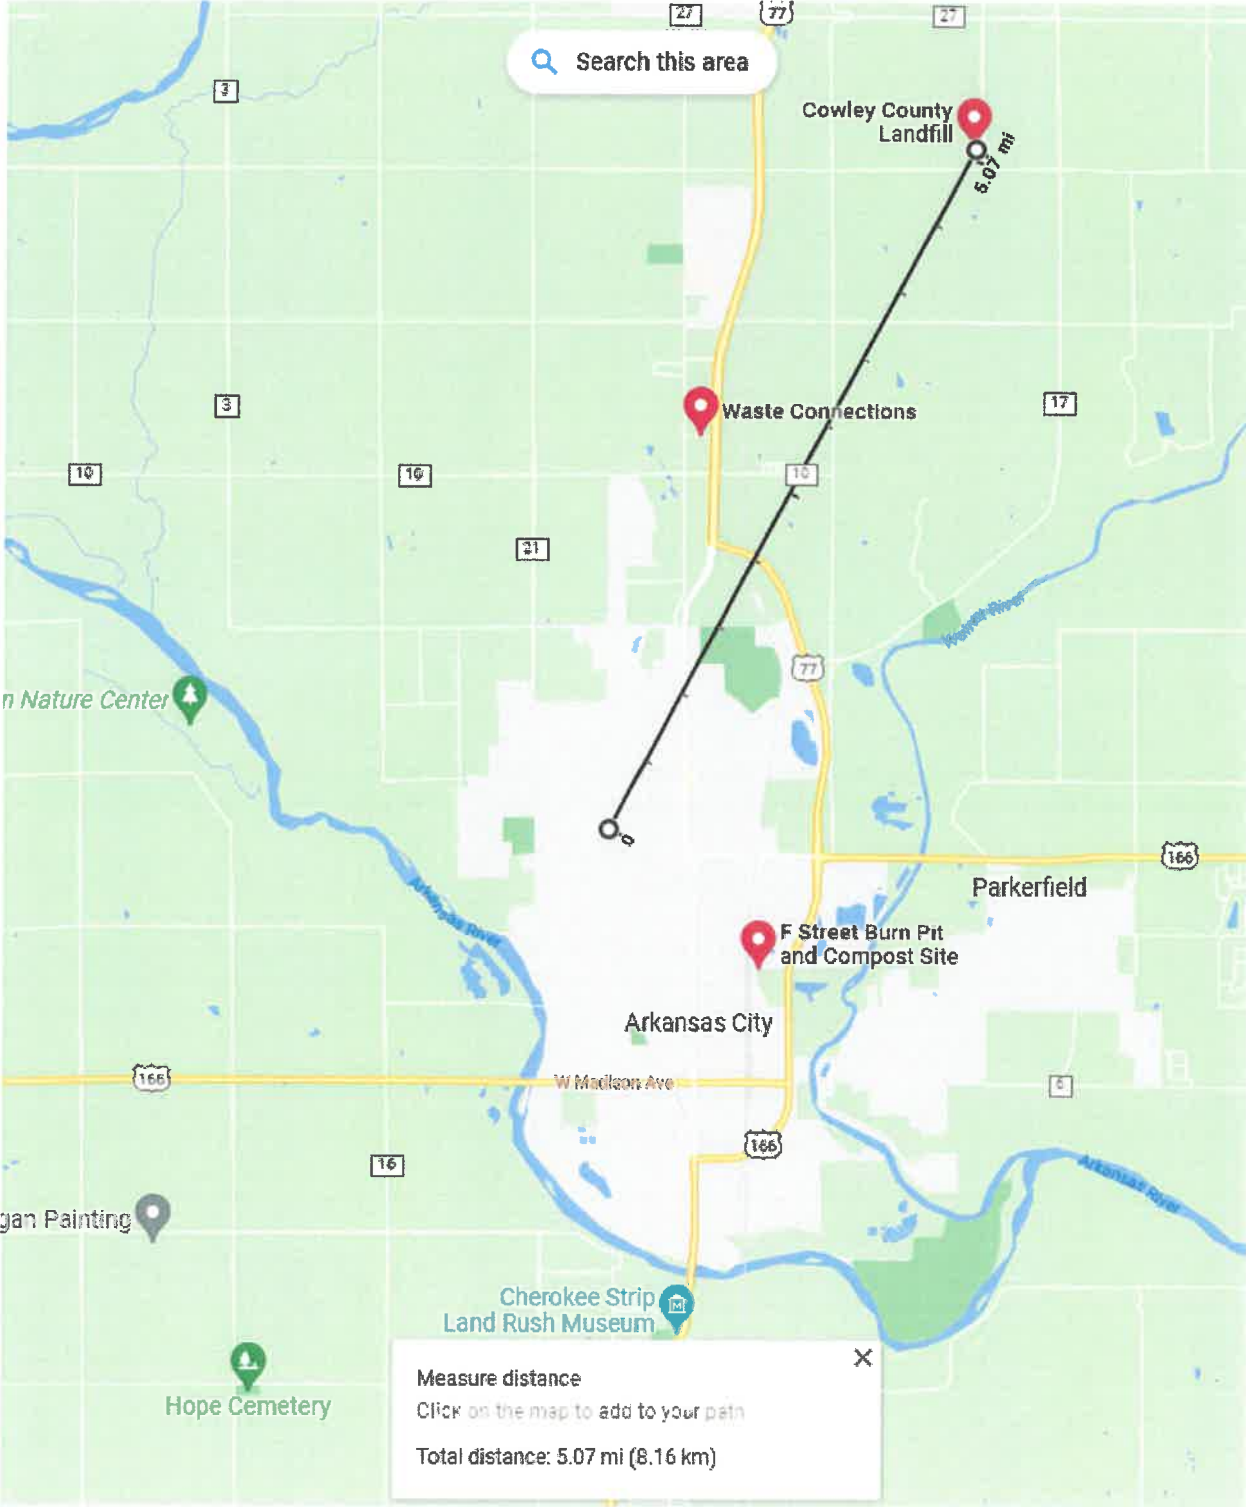 27
77
27
Search this area
3
Cowley County
Landfill
5.07 mi
3
Waste Connections
17
10
10
10
21
Walnut River
77
n Nature Center
0
166
Parkerfield
Arkansas River
F Street Burn Pit
and Compost Site
Arkansas City
166
W Madison Ave
6
166
16
Arkansas River
gan Painting
Cherokee Strip
Land Rush Museum
M
Measure distance
Click on the map to add to your path
Total distance: 5.07 mi (8.16 km)
Hope Cemetery